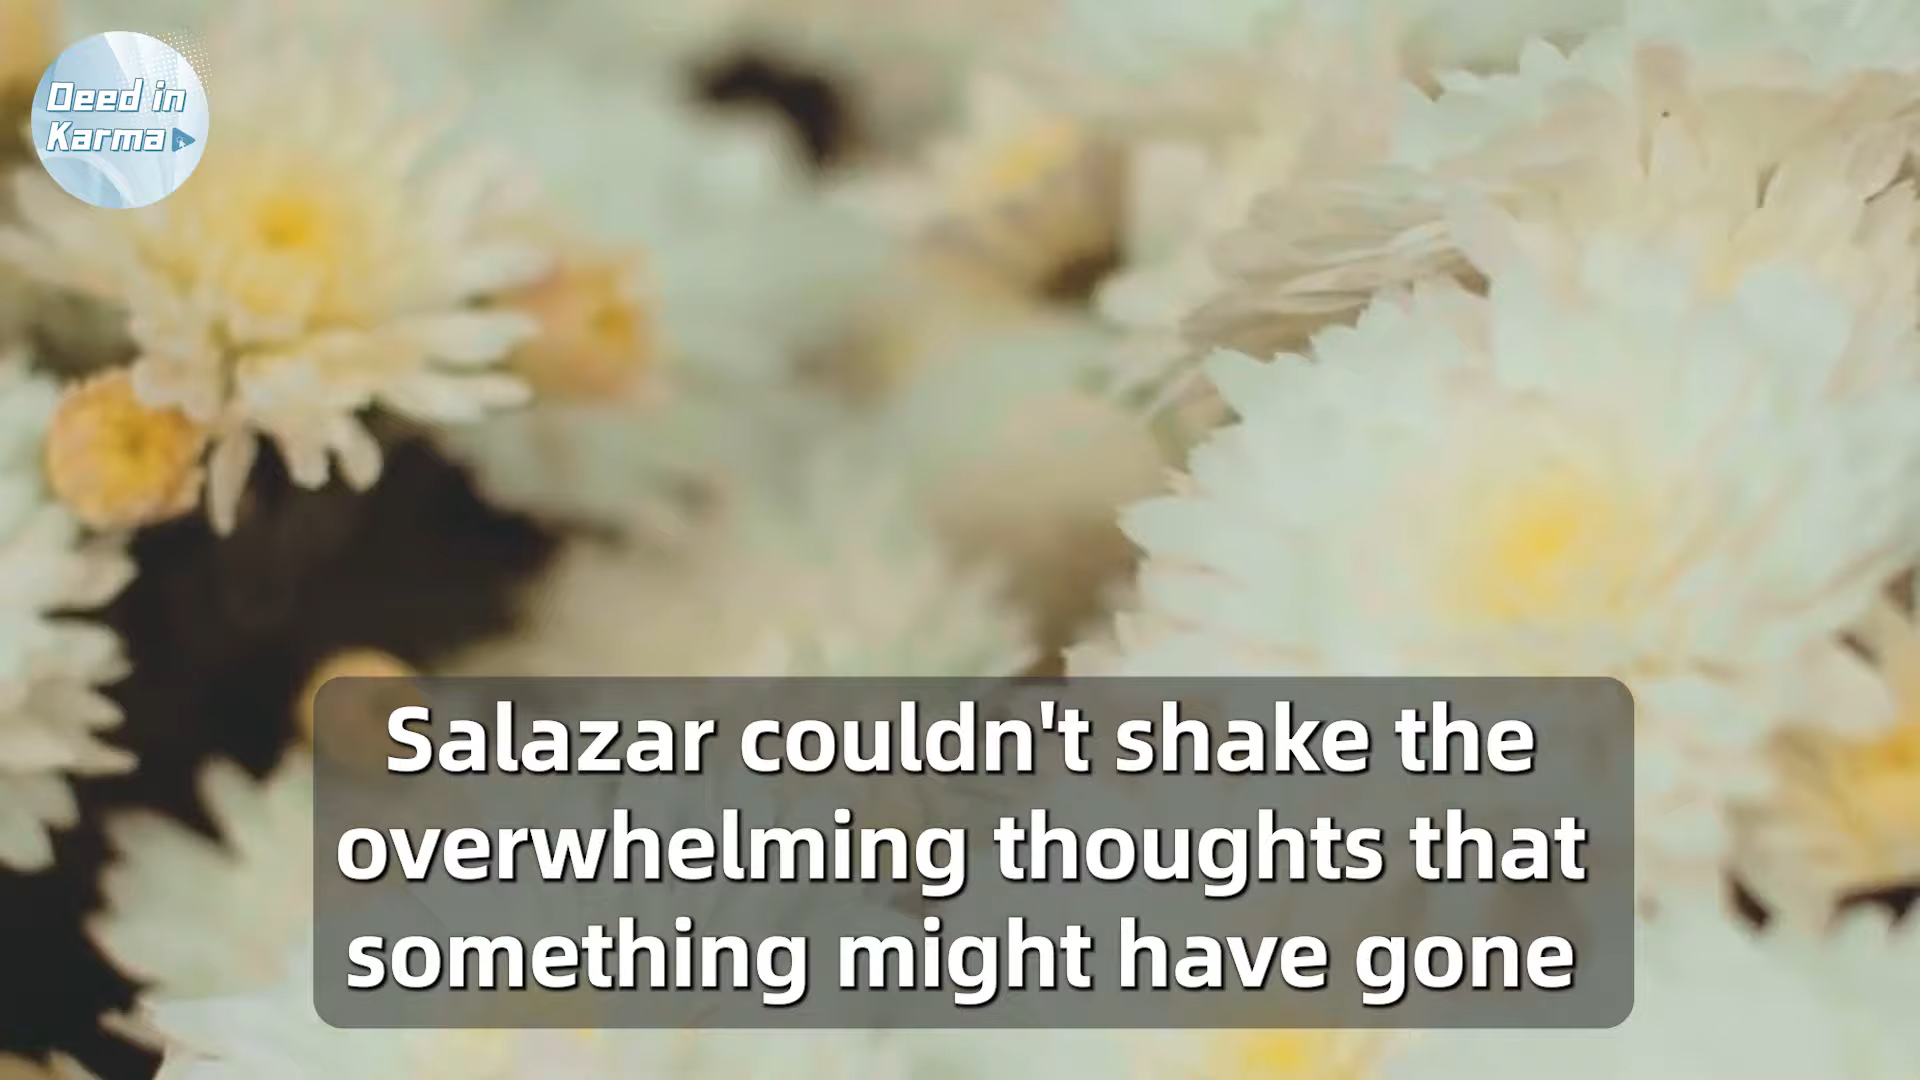 Deed in
Karma
Salazar couldn't shake the
overwhelming thoughts that
something might have gone